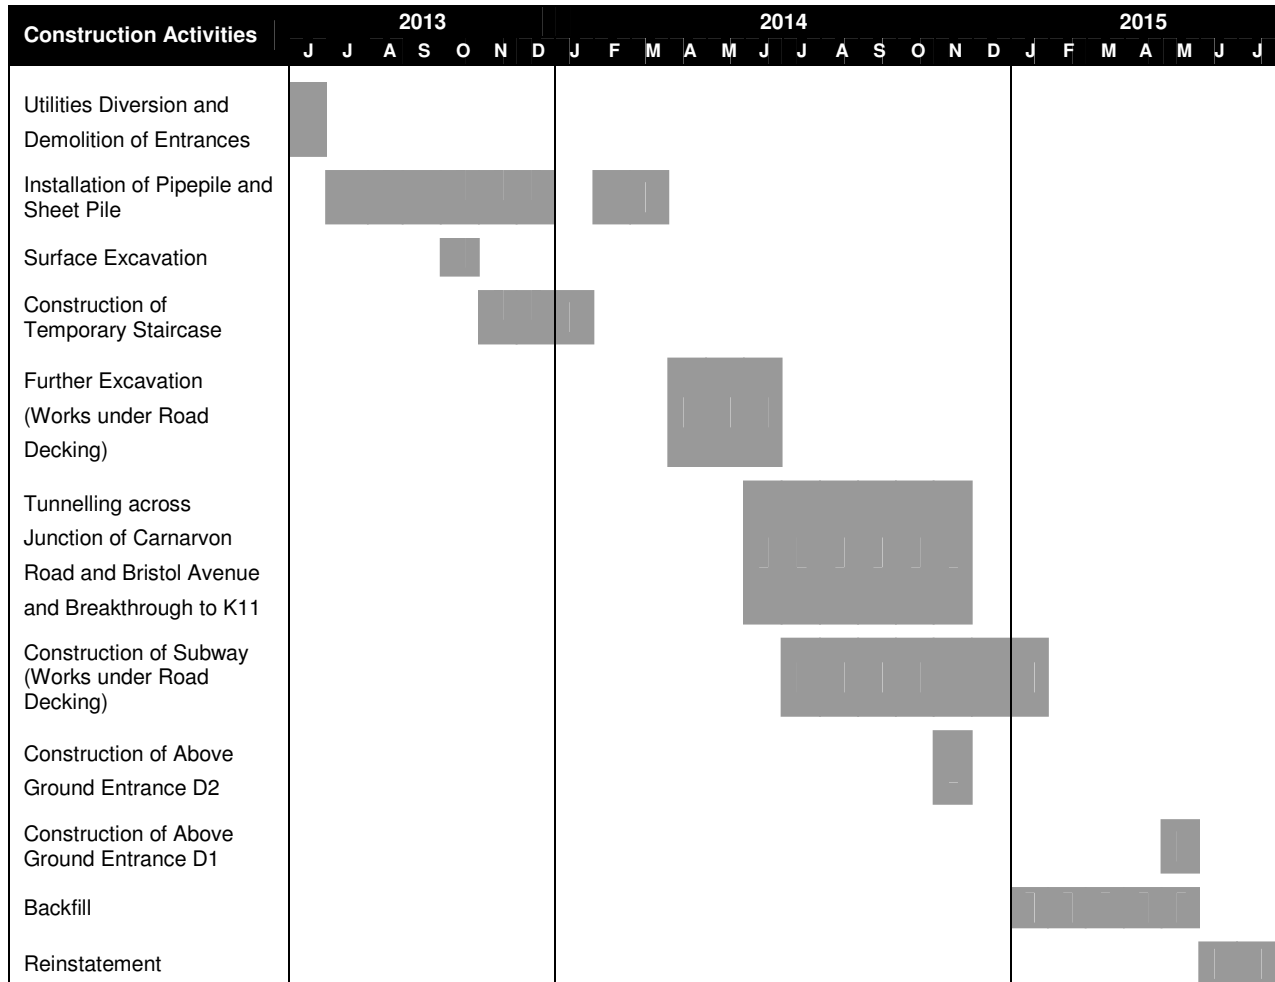 Construction Activities
2013 2014 2015
J J A S O N D J F M A M J J A S O N D J F M A M J J
Utilities Diversion and
Demolition of Entrances
Installation of Pipepile and
Sheet Pile
Surface Excavation
Construction of
Temporary Staircase
Further Excavation
(Works under Road
Decking)
Tunnelling across
Junction of Carnarvon
Road and Bristol Avenue
and Breakthrough to K11
Construction of Subway
(Works under Road
Decking)
Construction of Above
Ground Entrance D2
Construction of Above
Ground Entrance D1
Backfill
Reinstatement